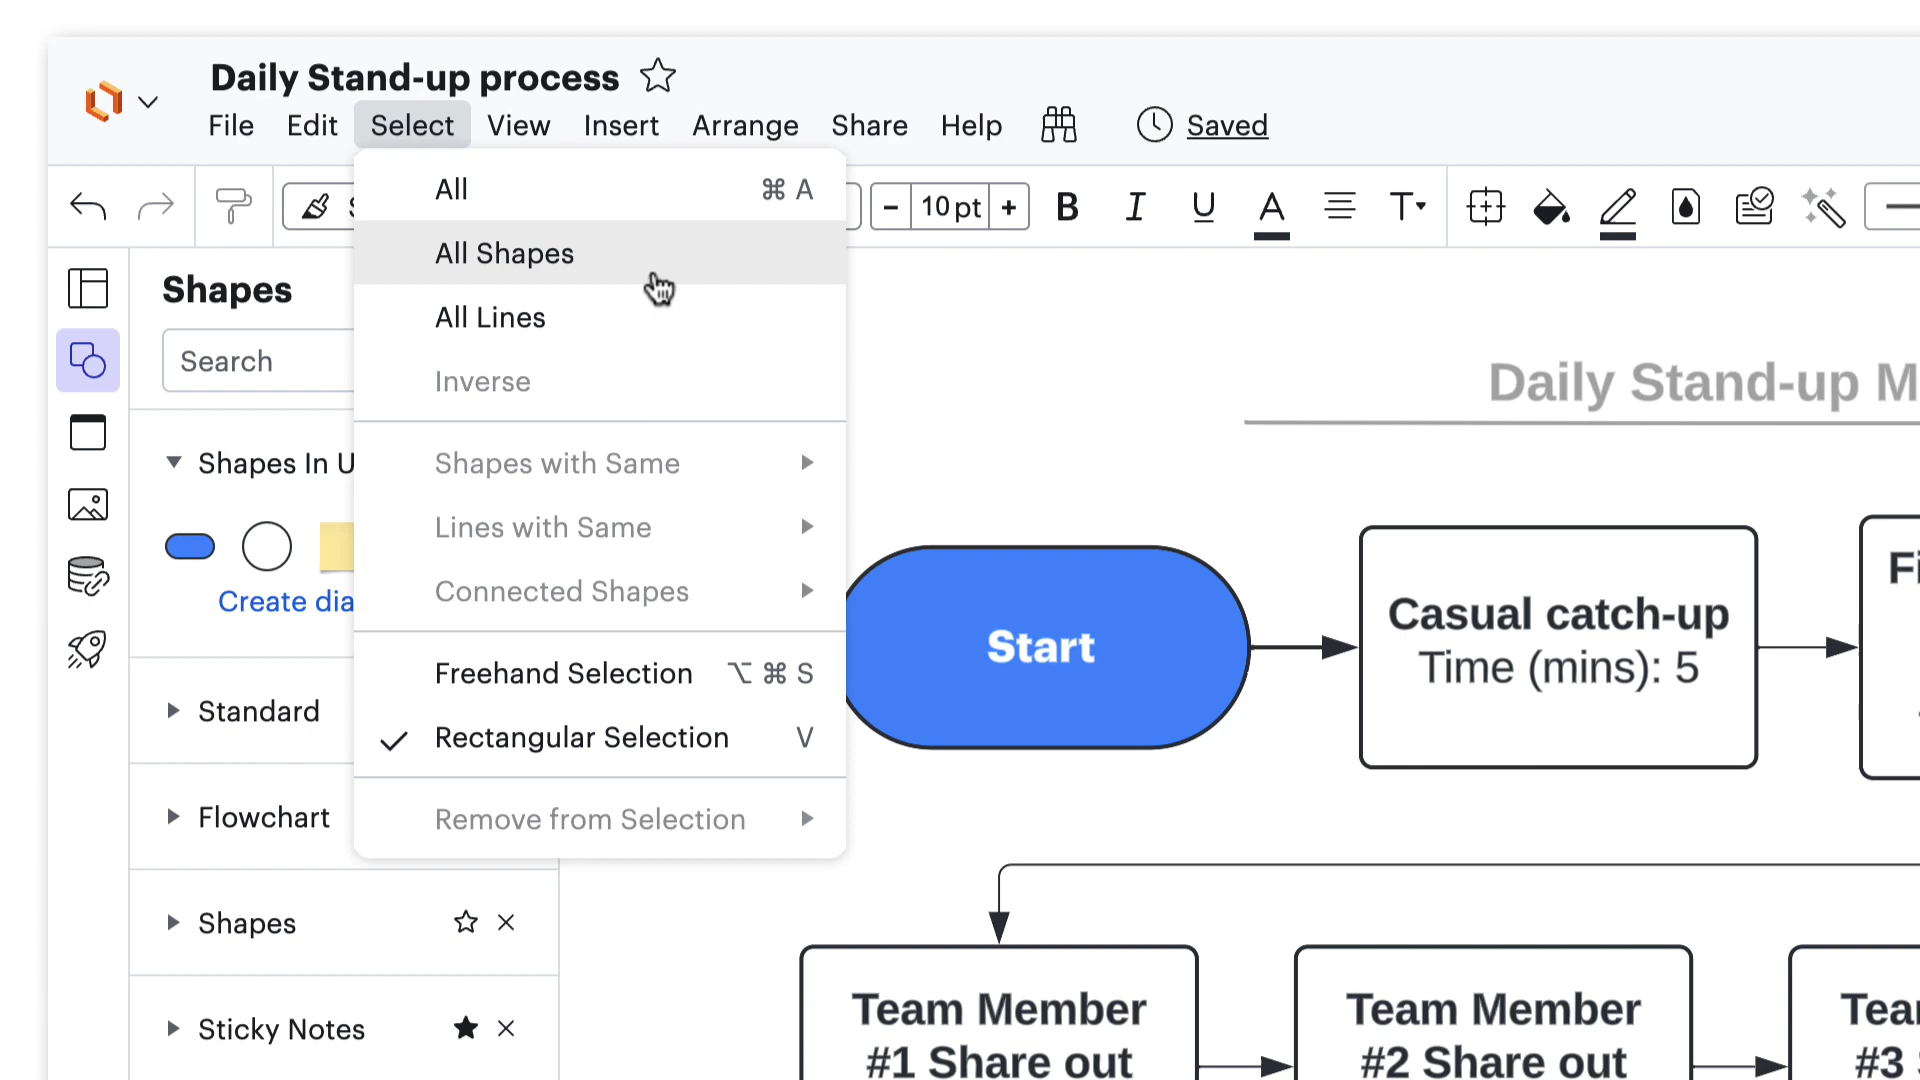 Daily Stand-up process
File Edit Select View Insert Arrange Share Help Saved
10 pt B I U A T
All ⌘ A
All Shapes
All Lines
Inverse
Shapes with Same
Lines with Same
Connected Shapes
Freehand Selection ⌥ ⌘ S
Rectangular Selection V
Remove from Selection
Shapes
Search
Shapes In U
Create dia
Standard
Flowchart
Shapes
Sticky Notes
Daily Stand-up M
Start
Casual catch-up
Time (mins): 5
Fi
Team Member
#1 Share out
Team Member
#2 Share out
Tea
#3